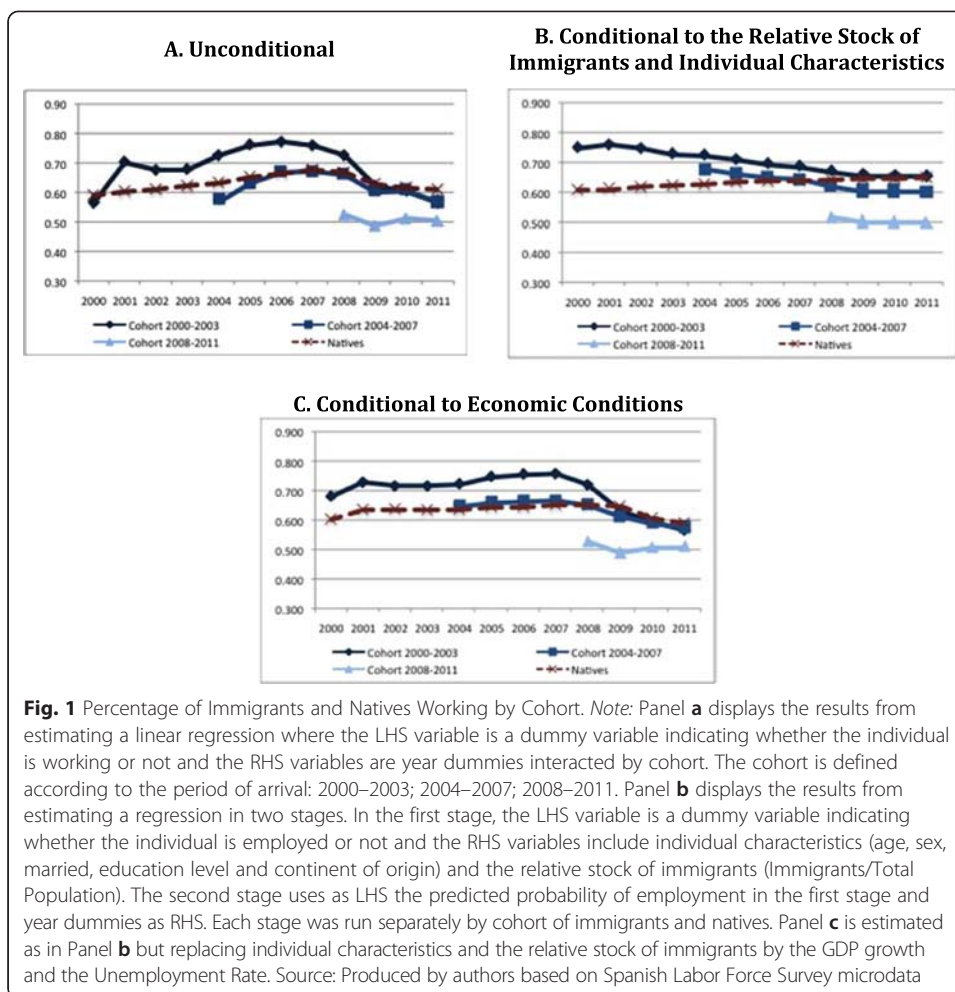 A. Unconditional
0.90
0.80
0.70
0.60
0.50
0.40
0.30
2000 2001 2002 2003 2004 2005 2006 2007 2008 2009 2010 2011
Cohort 2000-2003 Cohort 2004-2007
Cohort 2008-2011 Natives
B. Conditional to the Relative Stock of
Immigrants and Individual Characteristics
0.900
0.800
0.700
0.600
0.500
0.400
0.300
2000 2001 2002 2003 2004 2005 2006 2007 2008 2009 2010 2011
Cohort 2000-2003 Cohort 2004-2007
Cohort 2008-2011 Natives
C. Conditional to Economic Conditions
0.900
0.800
0.700
0.600
0.500
0.400
0.300
2000 2001 2002 2003 2004 2005 2006 2007 2008 2009 2010 2011
Cohort 2000-2003 Cohort 2004-2007
Cohort 2008-2011 Natives
Fig. 1 Percentage of Immigrants and Natives Working by Cohort. Note: Panel a displays the results from
estimating a linear regression where the LHS variable is a dummy variable indicating whether the individual
is working or not and the RHS variables are year dummies interacted by cohort. The cohort is defined
according to the period of arrival: 2000–2003; 2004–2007; 2008–2011. Panel b displays the results from
estimating a regression in two stages. In the first stage, the LHS variable is a dummy variable indicating
whether the individual is employed or not and the RHS variables include individual characteristics (age, sex,
married, education level and continent of origin) and the relative stock of immigrants (Immigrants/Total
Population). The second stage uses as LHS the predicted probability of employment in the first stage and
year dummies as RHS. Each stage was run separately by cohort of immigrants and natives. Panel c is estimated
as in Panel b but replacing individual characteristics and the relative stock of immigrants by the GDP growth
and the Unemployment Rate. Source: Produced by authors based on Spanish Labor Force Survey microdata